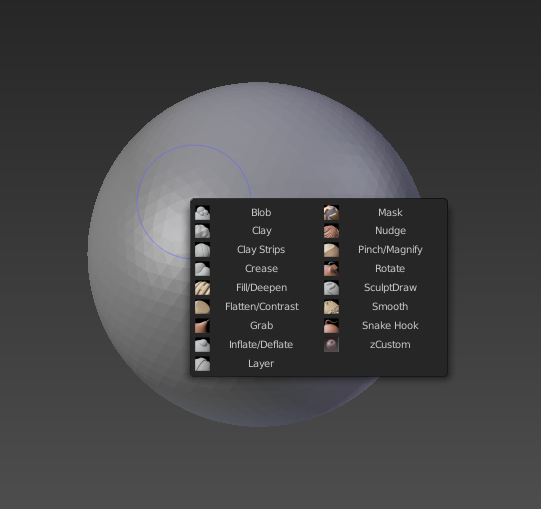 Blob
Clay
Clay Strips
Crease
Fill/Deepen
Flatten/Contrast
Grab
Inflate/Deflate
Layer
Mask
Nudge
Pinch/Magnify
Rotate
SculptDraw
Smooth
Snake Hook
zCustom